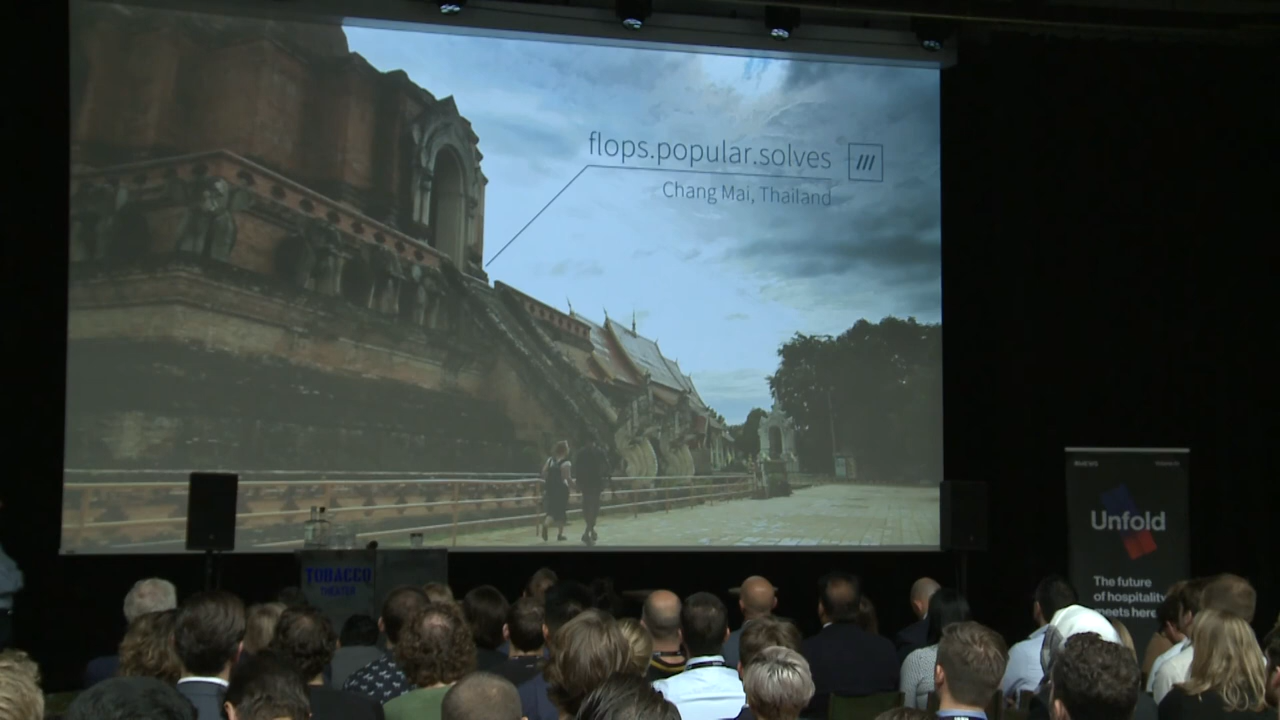 flops.popular.solves ///
Chang Mai, Thailand
TOBACCO
THEATER
Unfold
The future
of hospitality
meets here